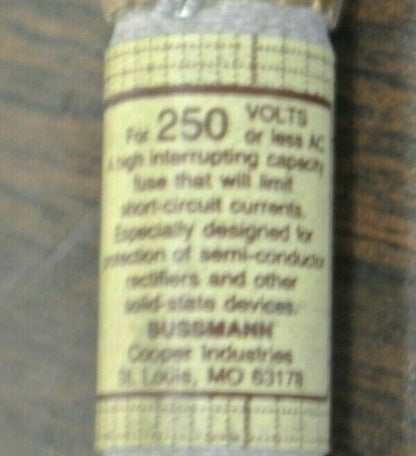 For 250 VOLTS
or less AC
A high interrupting capacity
fuse that will limit
short-circuit currents.
Especially designed for
protection of semi-conductor
rectifiers and other
solid-state devices.
BUSSMANN
Cooper Industries
St. Louis, MO 63178